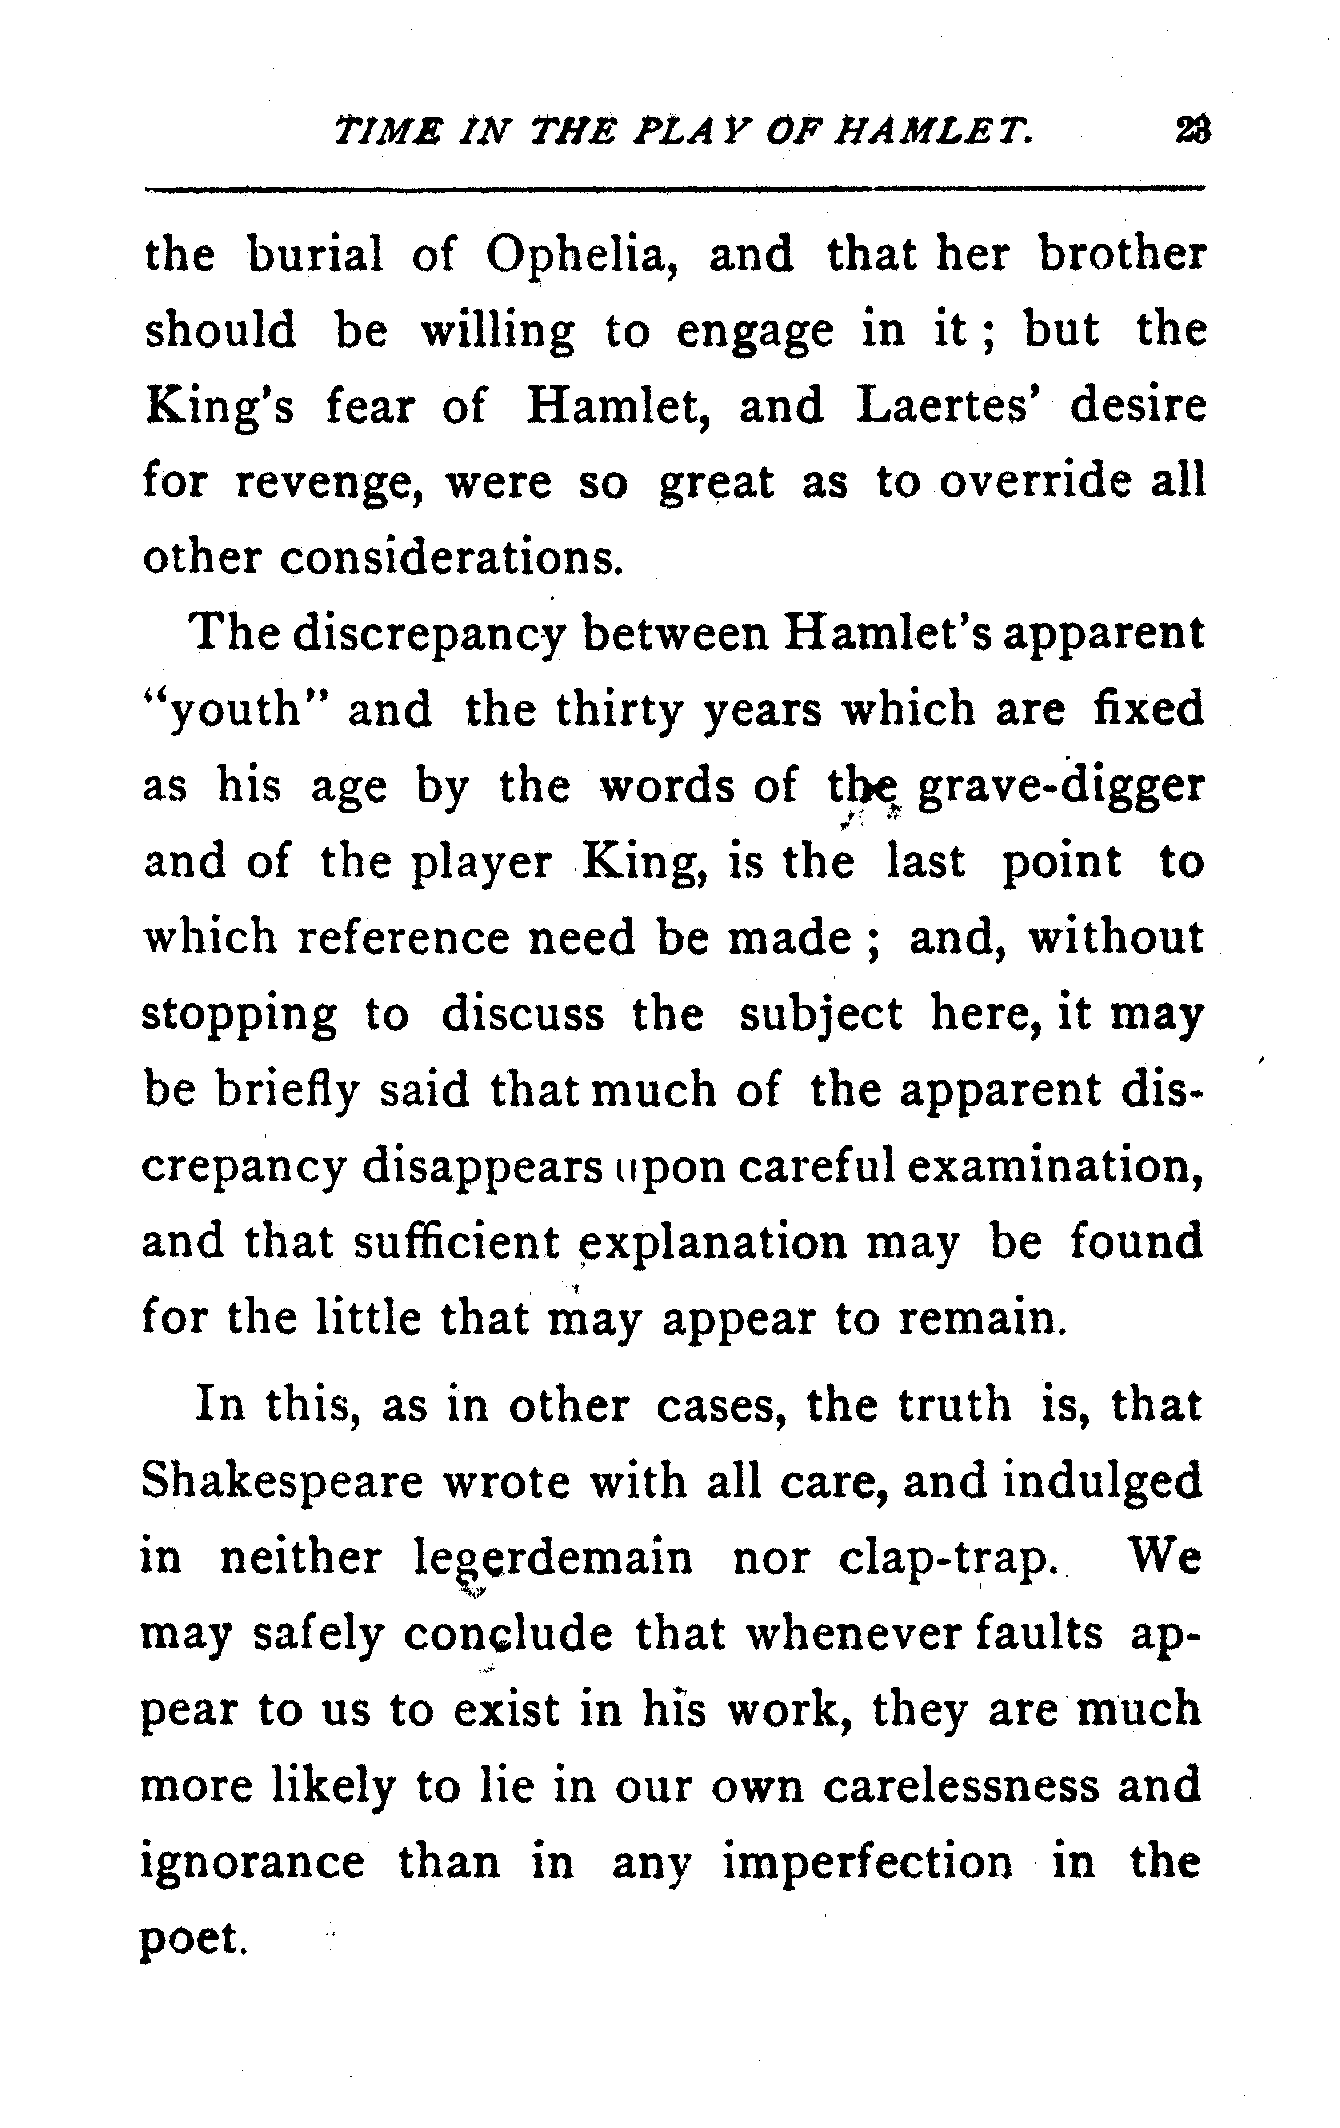 TIME IN THE PLAY OF HAMLET. 23
the burial of Ophelia, and that her brother
should be willing to engage in it ; but the
King's fear of Hamlet, and Laertes' desire
for revenge, were so great as to override all
other considerations.
The discrepancy between Hamlet's apparent
"youth" and the thirty years which are fixed
as his age by the words of the grave-digger
and of the player King, is the last point to
which reference need be made ; and, without
stopping to discuss the subject here, it may
be briefly said that much of the apparent dis-
crepancy disappears upon careful examination,
and that sufficient explanation may be found
for the little that may appear to remain.
In this, as in other cases, the truth is, that
Shakespeare wrote with all care, and indulged
in neither legerdemain nor clap-trap. We
may safely conclude that whenever faults ap-
pear to us to exist in his work, they are much
more likely to lie in our own carelessness and
ignorance than in any imperfection in the
poet.